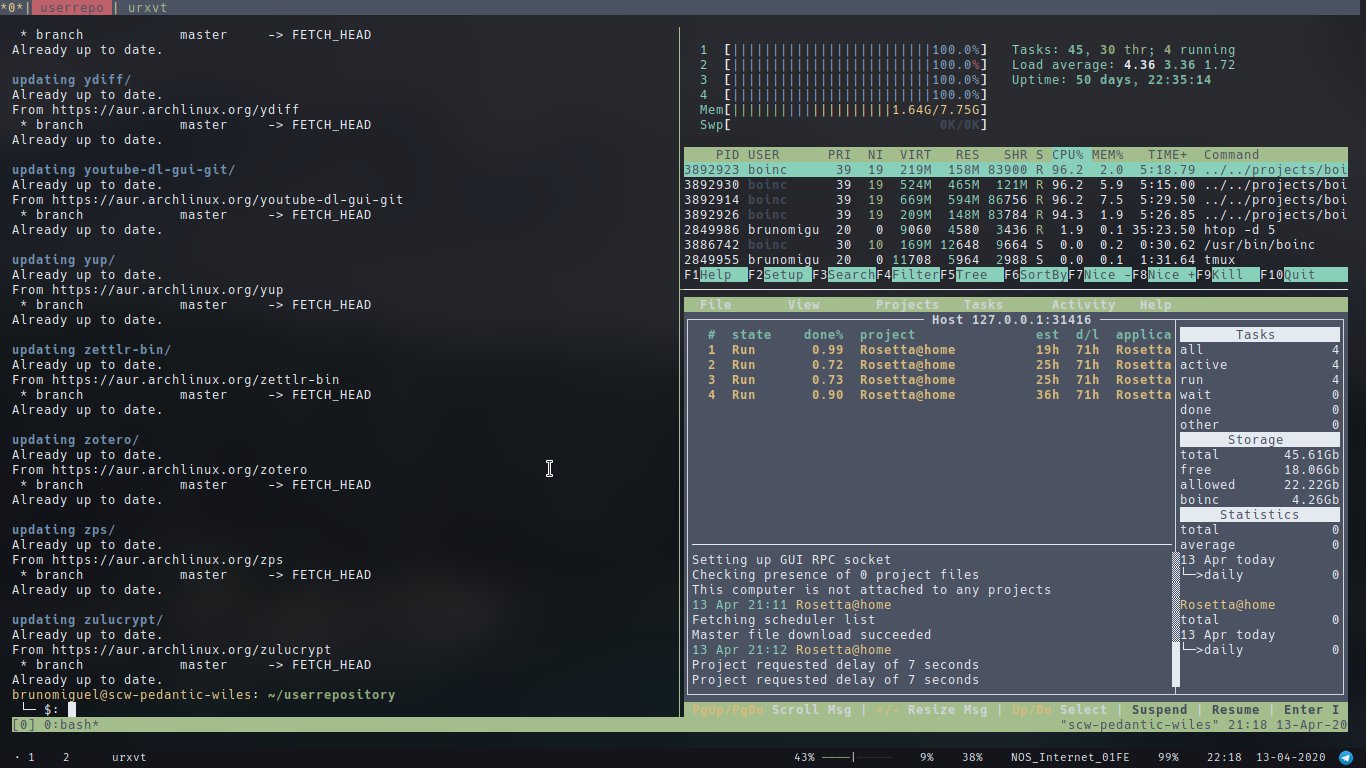 *0*| userrepo | urxvt
* branch master -> FETCH_HEAD
Already up to date.
updating ydiff/
Already up to date.
From https://aur.archlinux.org/ydiff
* branch master -> FETCH_HEAD
Already up to date.
updating youtube-dl-gui-git/
Already up to date.
From https://aur.archlinux.org/youtube-dl-gui-git
* branch master -> FETCH_HEAD
Already up to date.
updating yup/
Already up to date.
From https://aur.archlinux.org/yup
* branch master -> FETCH_HEAD
Already up to date.
updating zettlr-bin/
Already up to date.
From https://aur.archlinux.org/zettlr-bin
* branch master -> FETCH_HEAD
Already up to date.
updating zotero/
Already up to date.
From https://aur.archlinux.org/zotero
* branch master -> FETCH_HEAD
Already up to date.
updating zps/
Already up to date.
From https://aur.archlinux.org/zps
* branch master -> FETCH_HEAD
Already up to date.
updating zulucrypt/
Already up to date.
From https://aur.archlinux.org/zulucrypt
* branch master -> FETCH_HEAD
Already up to date.
brunomiguel@scw-pedantic-wiles: ~/userrepository
└─ $:
1 [||||||||||||||||||||||||||100.0%] Tasks: 45, 30 thr; 4 running
2 [||||||||||||||||||||||||||100.0%] Load average: 4.36 3.36 1.72
3 [||||||||||||||||||||||||||100.0%] Uptime: 50 days, 22:35:14
4 [||||||||||||||||||||||||||100.0%]
Mem[||||||||||||||||||||1.64G/7.75G]
Swp[ 0K/0K]
PID USER PRI NI VIRT RES SHR S CPU% MEM% TIME+ Command
3892923 boinc 39 19 219M 158M 83900 R 96.2 2.0 5:18.79 ../../projects/boi
3892930 boinc 39 19 524M 465M 121M R 96.2 5.9 5:15.00 ../../projects/boi
3892914 boinc 39 19 669M 594M 86756 R 96.2 7.5 5:29.50 ../../projects/boi
3892926 boinc 39 19 209M 148M 83784 R 94.3 1.9 5:26.85 ../../projects/boi
2849986 brunomigu 20 0 9060 4580 3436 R 1.9 0.1 35:23.50 htop -d 5
3886742 boinc 30 10 169M 12648 9664 S 0.0 0.2 0:30.62 /usr/bin/boinc
2849955 brunomigu 20 0 11708 5964 2988 S 0.0 0.1 1:31.64 tmux
F1Help F2Setup F3SearchF4FilterF5Tree F6SortByF7Nice -F8Nice +F9Kill F10Quit
File View Projects Tasks Activity Help
Host 127.0.0.1:31416
# state done% project est d/l applica
1 Run 0.99 Rosetta@home 19h 71h Rosetta
2 Run 0.72 Rosetta@home 25h 71h Rosetta
3 Run 0.73 Rosetta@home 25h 71h Rosetta
4 Run 0.90 Rosetta@home 36h 71h Rosetta
Setting up GUI RPC socket
Checking presence of 0 project files
This computer is not attached to any projects
13 Apr 21:11 Rosetta@home
Fetching scheduler list
Master file download succeeded
13 Apr 21:12 Rosetta@home
Project requested delay of 7 seconds
Project requested delay of 7 seconds
Tasks
all 4
active 4
run 4
wait 0
done 0
other 0
Storage
total 45.61Gb
free 18.06Gb
allowed 22.22Gb
boinc 4.26Gb
Statistics
total 0
average 0
13 Apr today
└─>daily 0
Rosetta@home
total 0
13 Apr today
└─>daily 0
PgUp/PgDn Scroll Msg | +/- Resize Msg | Up/Dn Select | Suspend | Resume | Enter I
[0] 0:bash* "scw-pedantic-wiles" 21:18 13-Apr-20
· 1 2 urxvt 43% ────|──── 9% 38% NOS_Internet_01FE 99% 22:18 13-04-2020